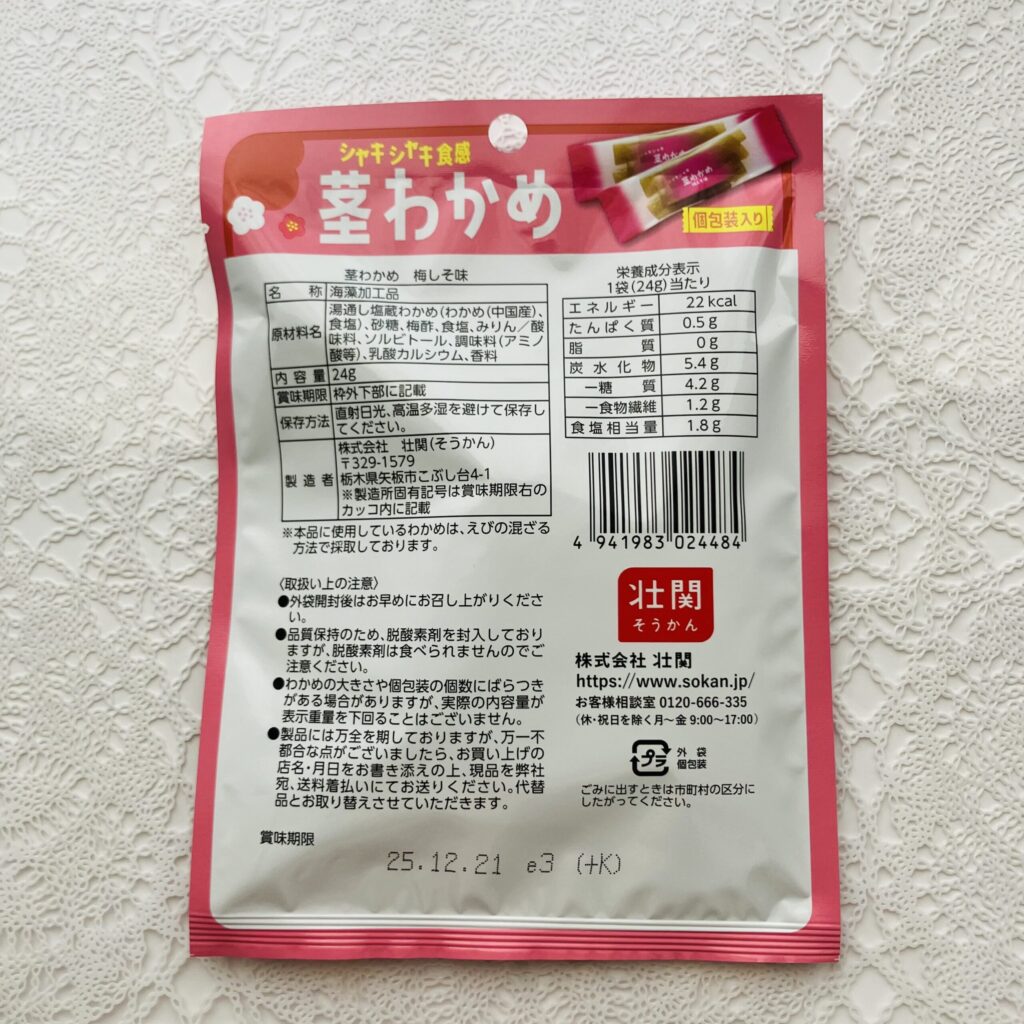 シャキシャキ食感
茎わかめ
茎わかめ
茎わかめ
個包装入り
茎わかめ 梅しそ味
名称 海藻加工品
原材料名 湯通し塩蔵わかめ(わかめ(中国産)、
食塩)、砂糖、梅酢、食塩、みりん/酸
味料、ソルビトール、調味料(アミノ
酸等)、乳酸カルシウム、香料
内容量 24g
賞味期限 枠外下部に記載
保存方法 直射日光、高温多湿を避けて保存し
てください。
製造者 株式会社 壮関(そうかん)
〒329-1579
栃木県矢板市こぶし台4-1
※製造所固有記号は賞味期限右の
カッコ内に記載
※本品に使用しているわかめは、えびの混ざる
方法で採取しております。
栄養成分表示
1袋(24g)当たり
エネルギー 22kcal
たんぱく質 0.5g
脂質 0g
炭水化物 5.4g
―糖質 4.2g
―食物繊維 1.2g
食塩相当量 1.8g
4 941983 024484
〈取扱い上の注意〉
●外袋開封後はお早めにお召し上がりくださ
い。
●品質保持のため、脱酸素剤を封入しており
ますが、脱酸素剤は食べられませんのでご
注意ください。
●わかめの大きさや個包装の個数にばらつき
がある場合がありますが、実際の内容量が
表示重量を下回ることはございません。
●製品には万全を期しておりますが、万一不
都合な点がございましたら、お買い上げの
店名・月日をお書き添えの上、現品を弊社
宛、送料着払いにてお送りください。代替
品とお取り替えさせていただきます。
壮関
そうかん
株式会社 壮関
https://www.sokan.jp/
お客様相談室 0120-666-335
(休・祝日を除く月〜金 9:00〜17:00)
プラ
外袋
個包装
ごみに出すときは市町村の区分に
したがってください。
賞味期限
25.12.21 e3 (+K)